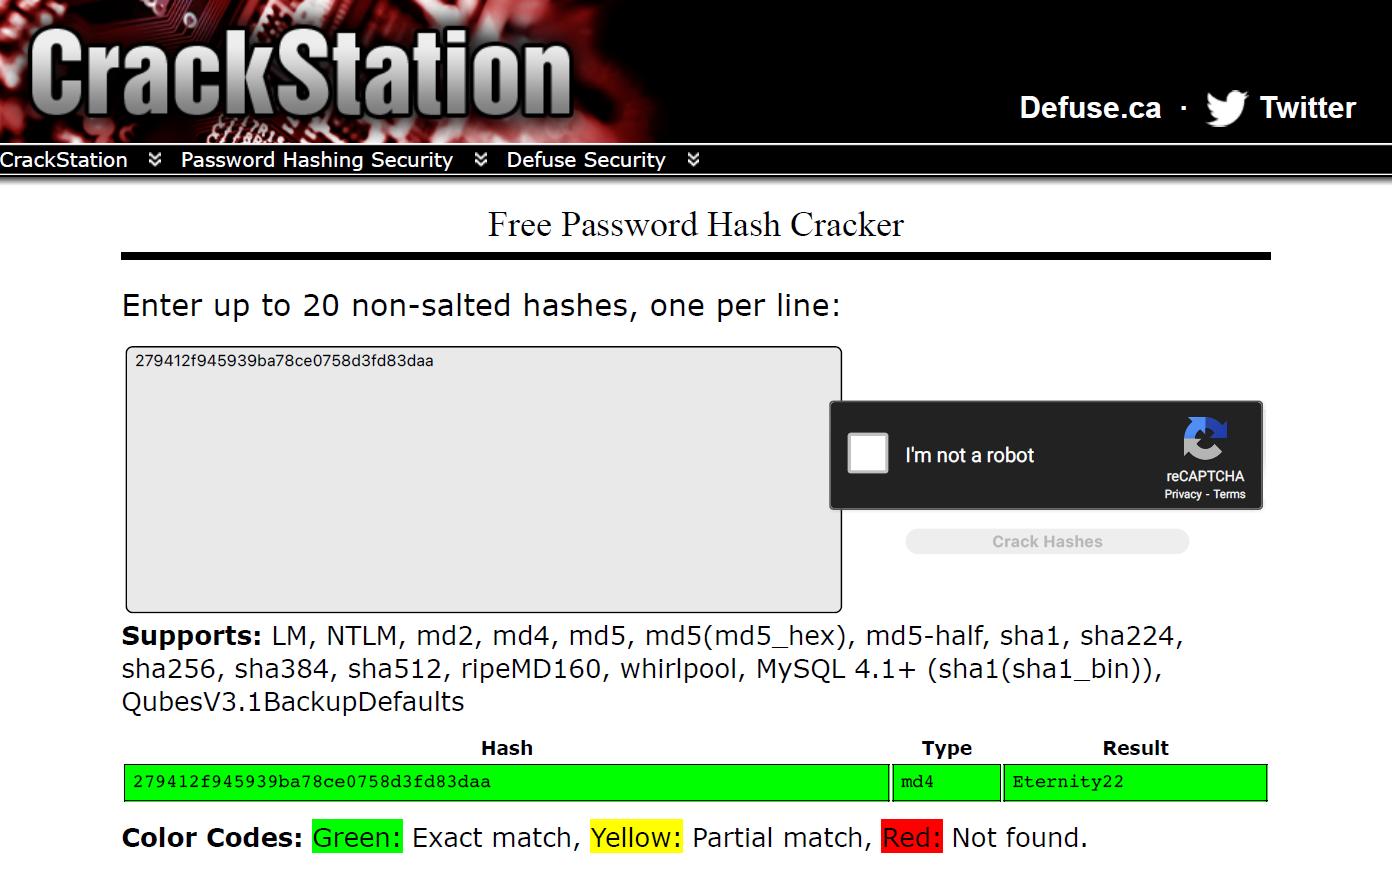 CrackStation
Defuse.ca · Twitter
CrackStation Password Hashing Security Defuse Security
Free Password Hash Cracker
Enter up to 20 non-salted hashes, one per line:
279412f945939ba78ce0758d3fd83daa
I'm not a robot
reCAPTCHA
Privacy - Terms
Crack Hashes
Supports: LM, NTLM, md2, md4, md5, md5(md5_hex), md5-half, sha1, sha224,
sha256, sha384, sha512, ripeMD160, whirlpool, MySQL 4.1+ (sha1(sha1_bin)),
QubesV3.1BackupDefaults
Hash Type Result
279412f945939ba78ce0758d3fd83daa md4 Eternity22
Color Codes: Green: Exact match, Yellow: Partial match, Red: Not found.